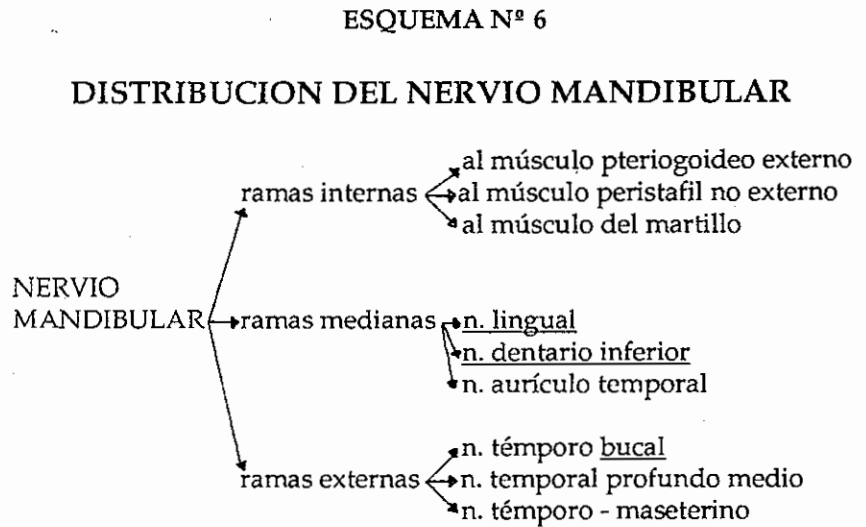 ESQUEMA Nº 6
DISTRIBUCION DEL NERVIO MANDIBULAR
al músculo pteriogoideo externo
ramas internas
al músculo peristafil no externo
al músculo del martillo
NERVIO
MANDIBULAR
ramas medianas
n. lingual
n. dentario inferior
n. aurículo temporal
n. témporo bucal
ramas externas
n. temporal profundo medio
n. témporo - maseterino